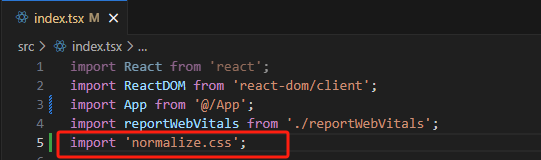 index.tsx M ×
src > index.tsx > ...
1 import React from 'react';
2 import ReactDOM from 'react-dom/client';
3 import App from '@/App';
4 import reportWebVitals from './reportWebVitals';
5 import 'normalize.css';